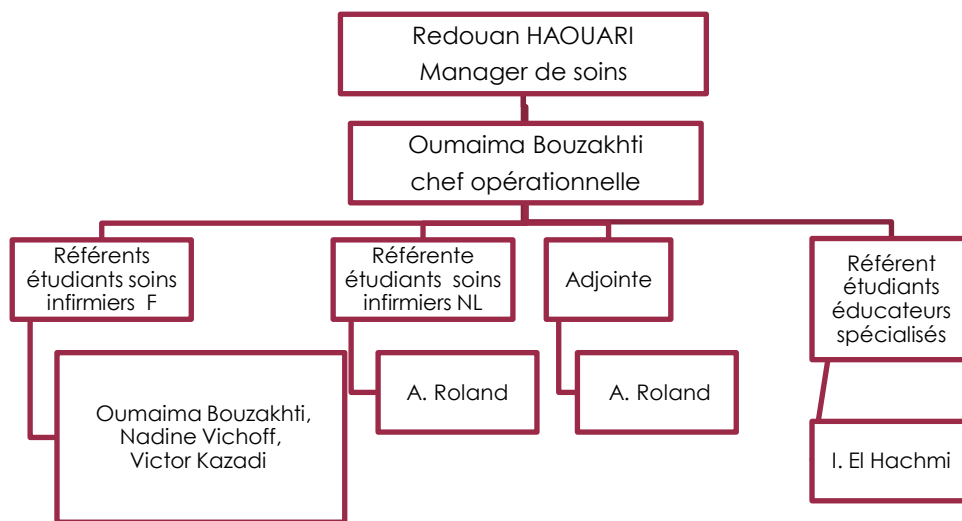 Redouan HAOUARI
Manager de soins
Oumaima Bouzakhti
chef opérationnelle
Référents
étudiants soins
infirmiers F
Référente
étudiants soins
infirmiers NL
Adjointe
Référent
étudiants
éducateurs
spécialisés
Oumaima Bouzakhti,
Nadine Vichoff,
Victor Kazadi
A. Roland
A. Roland
I. El Hachmi